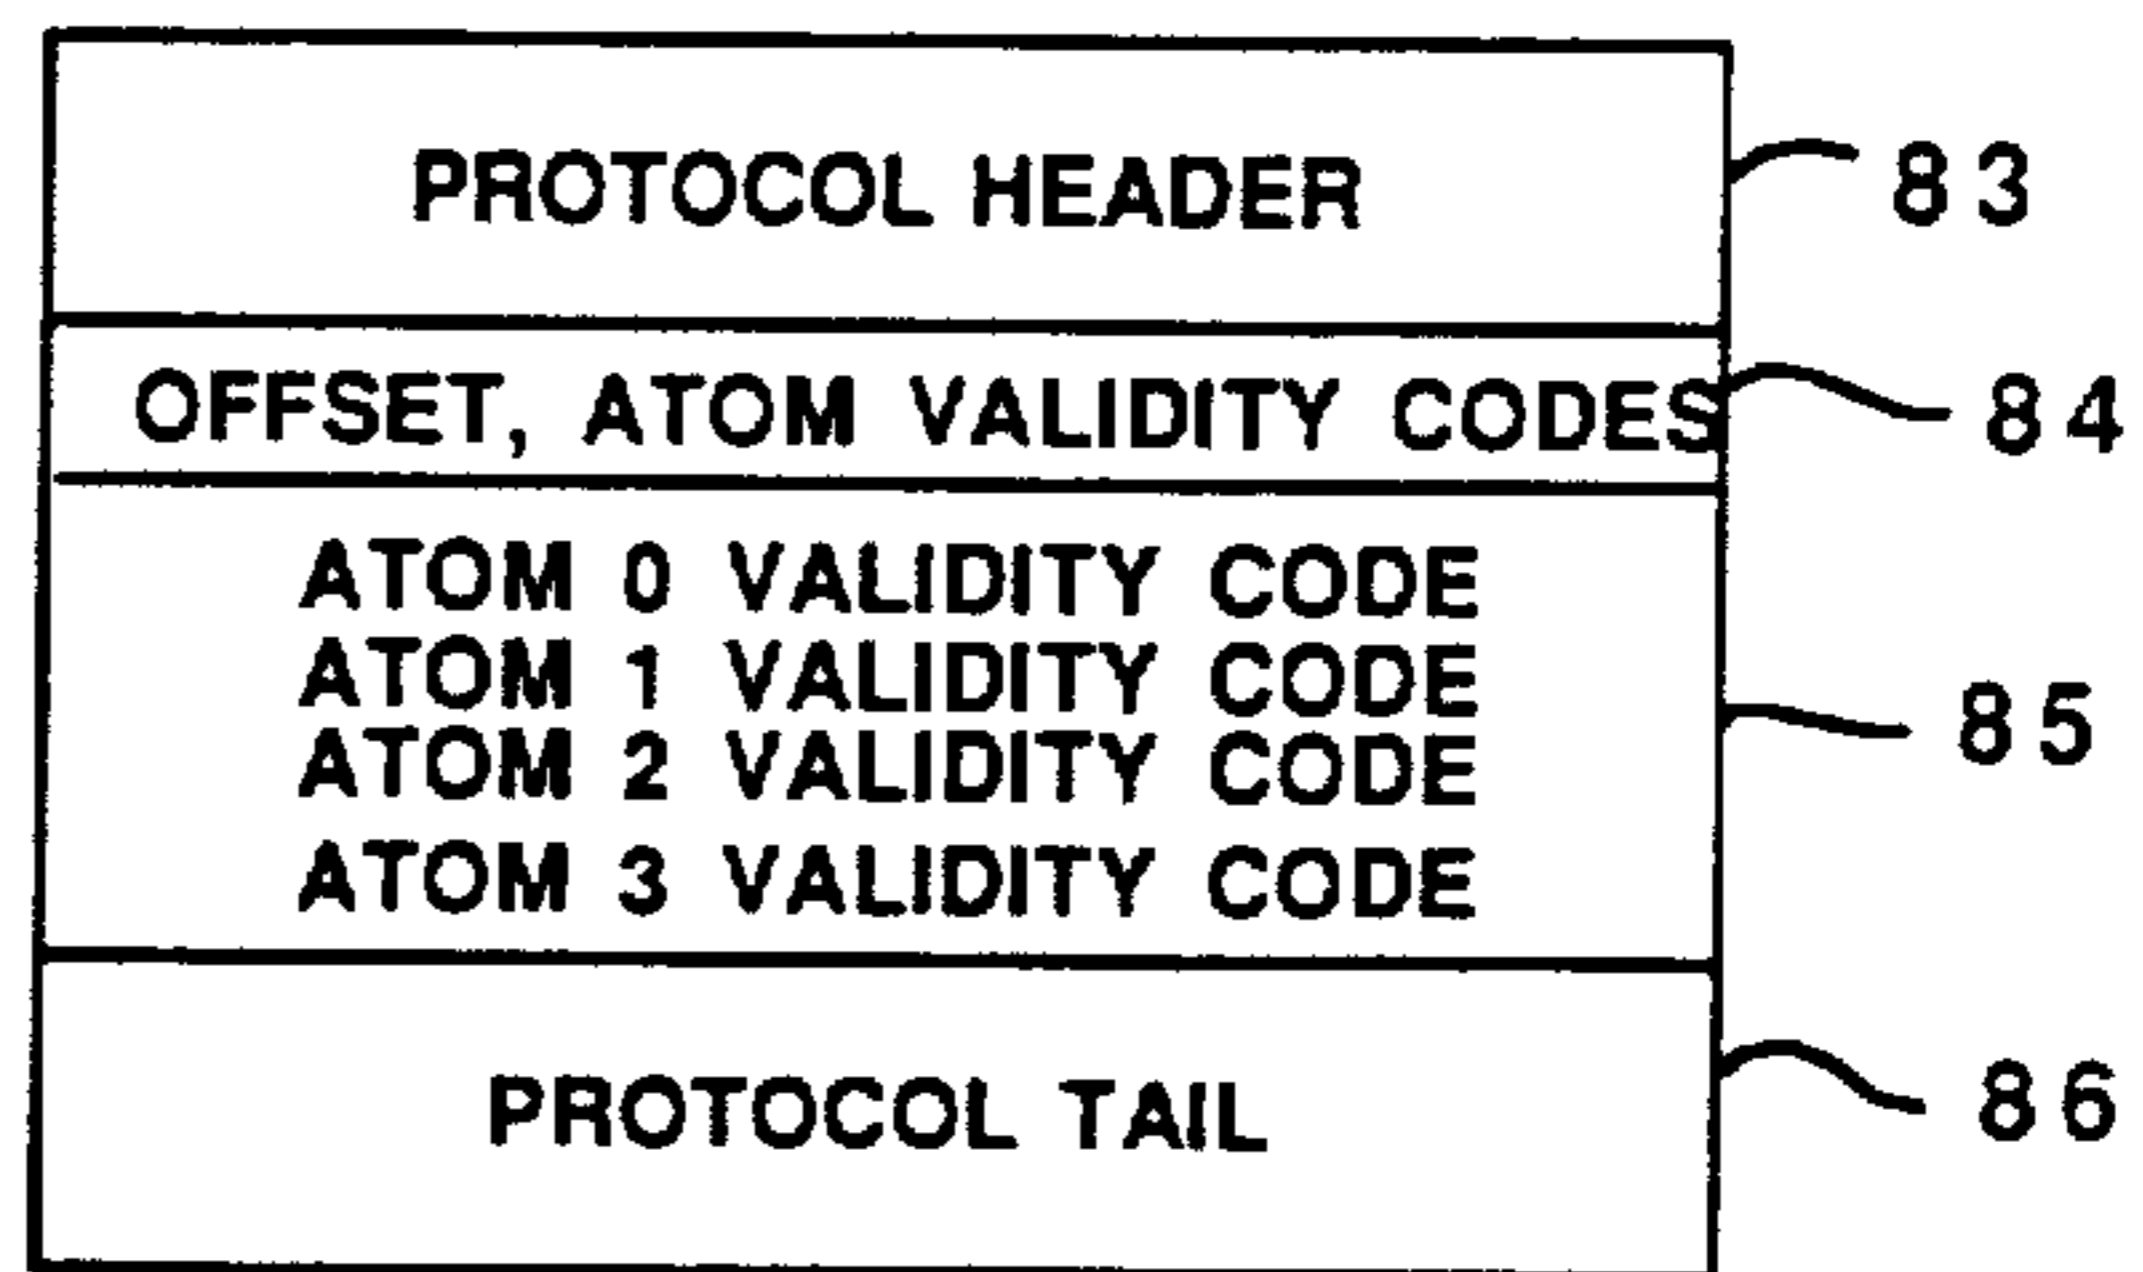 PROTOCOL HEADER 83
OFFSET, ATOM VALIDITY CODES 84
ATOM 0 VALIDITY CODE
ATOM 1 VALIDITY CODE
85
ATOM 2 VALIDITY CODE
ATOM 3 VALIDITY CODE
PROTOCOL TAIL 86